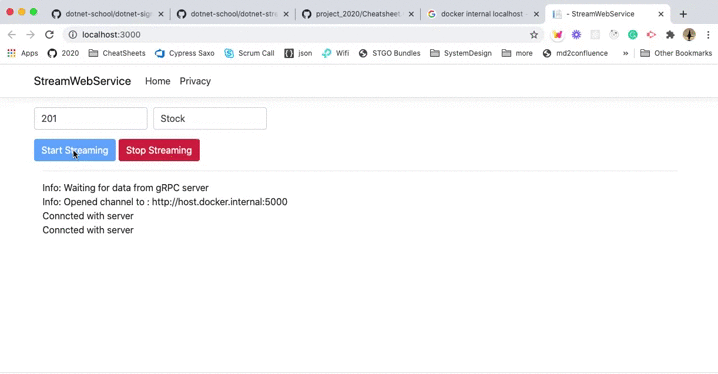 dotnet-school/dotnet-sig
dotnet-school/dotnet-stre
project_2020/Cheatsheet
docker internal localhost
- StreamWebService
localhost:3000
Apps 2020 CheatSheets Cypress Saxo Scrum Call json Wifi STGO Bundles SystemDesign more md2confluence » Other Bookmarks
StreamWebService Home Privacy
201 Stock
Start Streaming Stop Streaming
Info: Waiting for data from gRPC server
Info: Opened channel to : http://host.docker.internal:5000
Conncted with server
Conncted with server